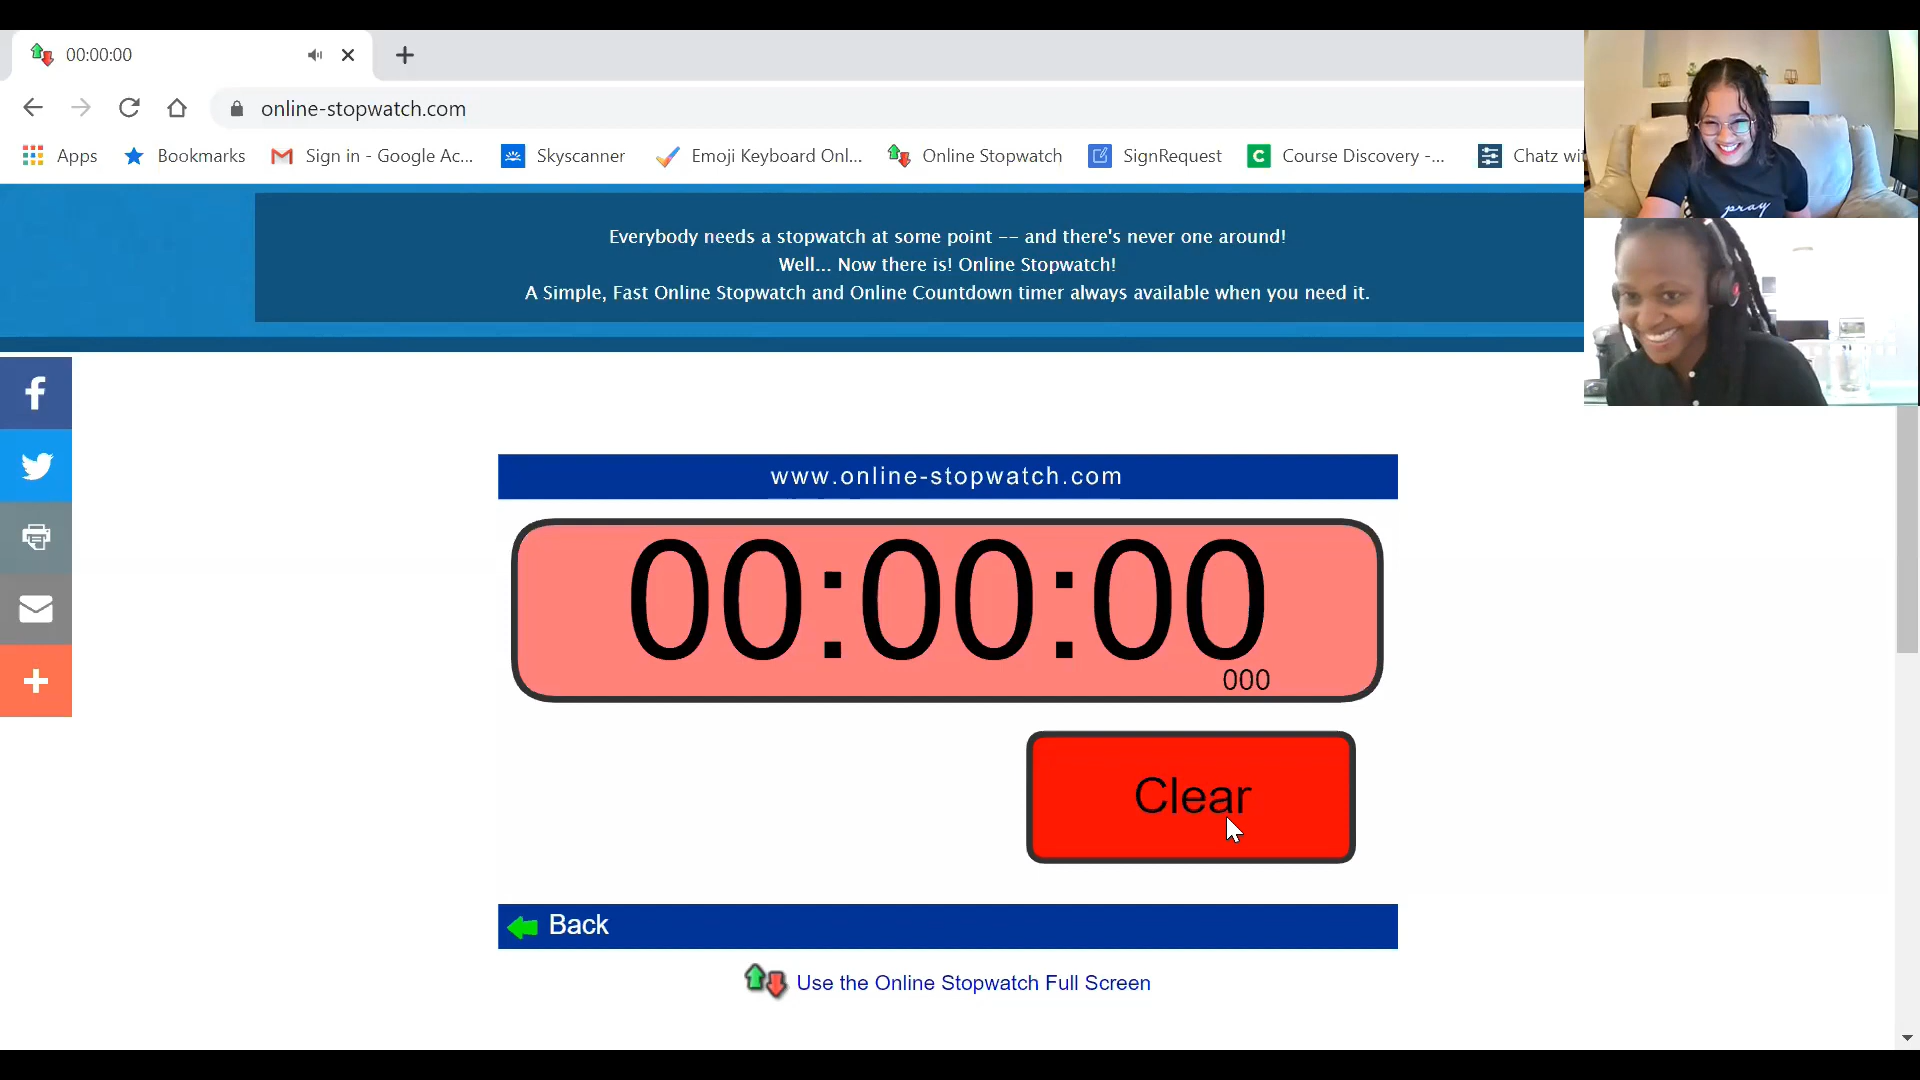 00:00:00
online-stopwatch.com
Apps Bookmarks Sign in - Google Ac... Skyscanner Emoji Keyboard Onl... Online Stopwatch SignRequest Course Discovery -... Chatz wi
pray
Everybody needs a stopwatch at some point -- and there's never one around!
Well... Now there is! Online Stopwatch!
A Simple, Fast Online Stopwatch and Online Countdown timer always available when you need it.
www.online-stopwatch.com
00:00:00
000
Clear
Back
Use the Online Stopwatch Full Screen